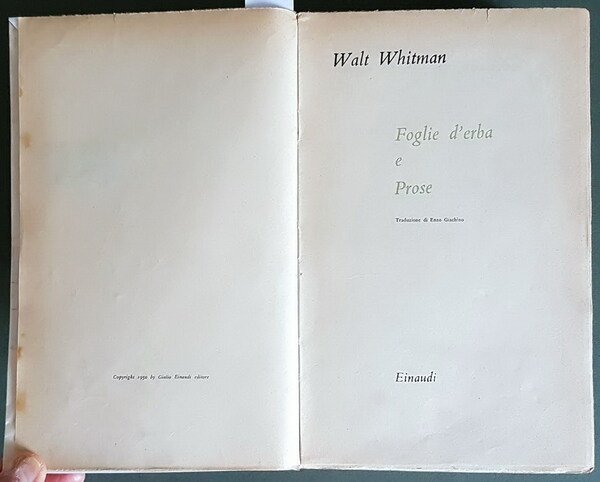 Copyright 1950 by Giulio Einaudi editore
Walt Whitman
Foglie d'erba
e
Prose
Traduzione di Enzo Giachino
Einaudi